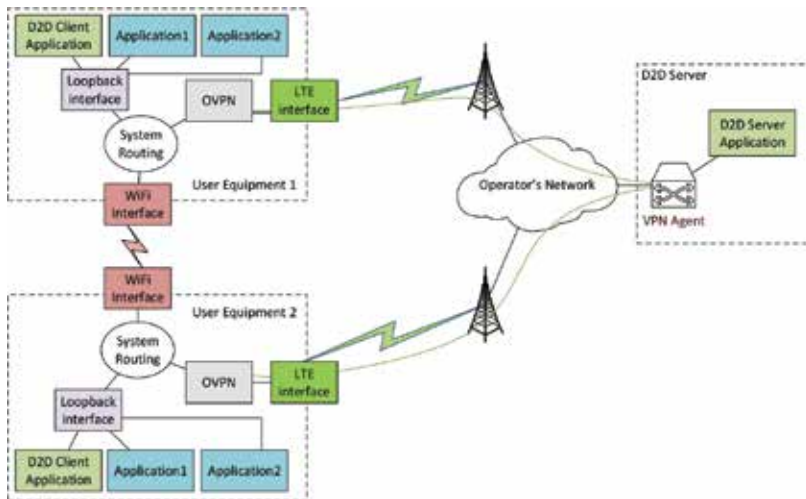 D2D Client
Application
Application1
Application2
Loopback
interface
OVPN
LTE
interface
System
Routing
User Equipment 1
WiFi
interface
WiFi
interface
User Equipment 2
System
Routing
OVPN
LTE
interface
Loopback
interface
D2D Client
Application
Application1
Application2
Operator's Network
D2D Server
D2D Server
Application
VPN Agent